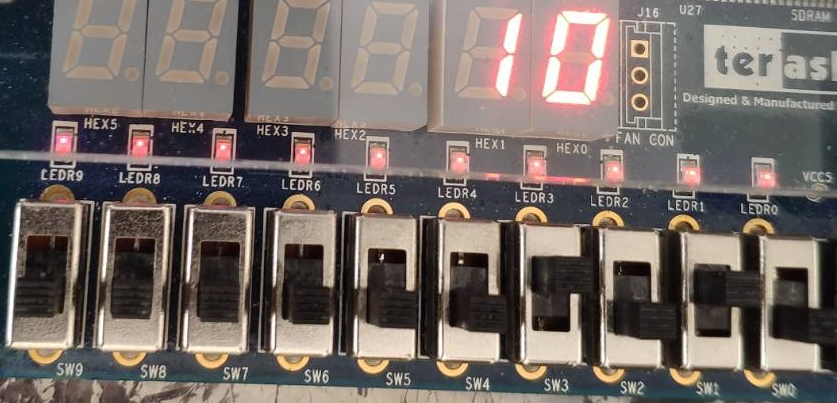 J16
U27
SDRAM
10
terasi
Designed & Manufactured
HEX5
HEX4
HEX3
HEX2
HEX1
HEX0
FAN CON
LEDR9
LEDR8
LEDR7
LEDR6
LEDR5
LEDR4
LEDR3
LEDR2
LEDR1
LEDR0
VCC5
SW9
SW8
SW7
SW6
SW5
SW4
SW3
SW2
SW1
SW0